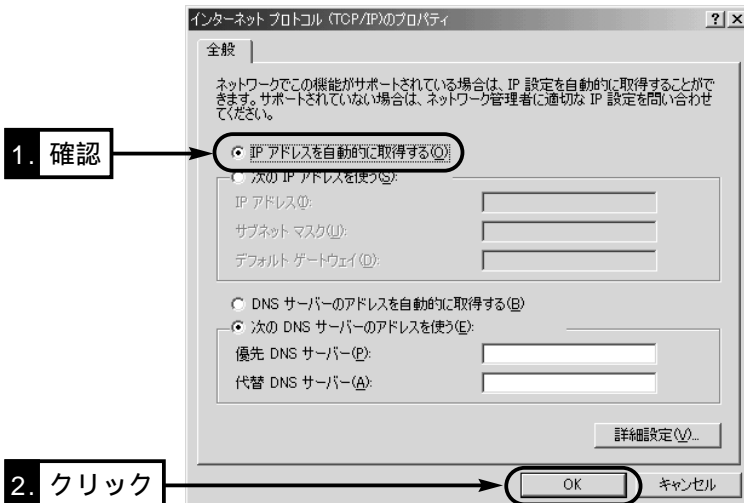 インターネット プロトコル (TCP/IP)のプロパティ
? ×
全般
ネットワークでこの機能がサポートされている場合は、IP 設定を自動的に取得することがで
きます。サポートされていない場合は、ネットワーク管理者に適切な IP 設定を問い合わせ
てください。
1. 確認
IP アドレスを自動的に取得する(O)
次の IP アドレスを使う(S):
IP アドレス(I):
サブネット マスク(U):
デフォルト ゲートウェイ(D):
DNS サーバーのアドレスを自動的に取得する(B)
次の DNS サーバーのアドレスを使う(E):
優先 DNS サーバー(P):
代替 DNS サーバー(A):
詳細設定(V)...
2. クリック
OK
キャンセル